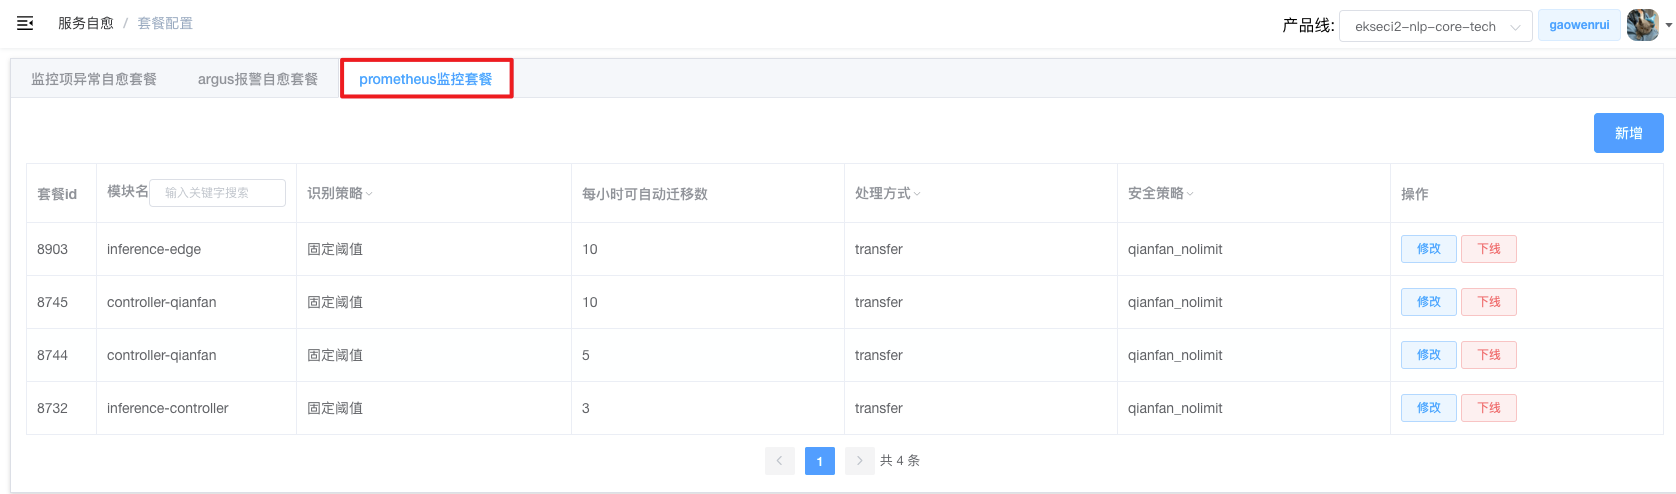 服务自愈 / 套餐配置
产品线: ekseci2-nlp-core-tech gaowenrui
监控项异常自愈套餐 argus报警自愈套餐 prometheus监控套餐
新增
套餐id 模块名 输入关键字搜索 识别策略 每小时可自动迁移数 处理方式 安全策略 操作
8903 inference-edge 固定阈值 10 transfer qianfan_nolimit 修改 下线
8745 controller-qianfan 固定阈值 10 transfer qianfan_nolimit 修改 下线
8744 controller-qianfan 固定阈值 5 transfer qianfan_nolimit 修改 下线
8732 inference-controller 固定阈值 3 transfer qianfan_nolimit 修改 下线
1 共 4 条